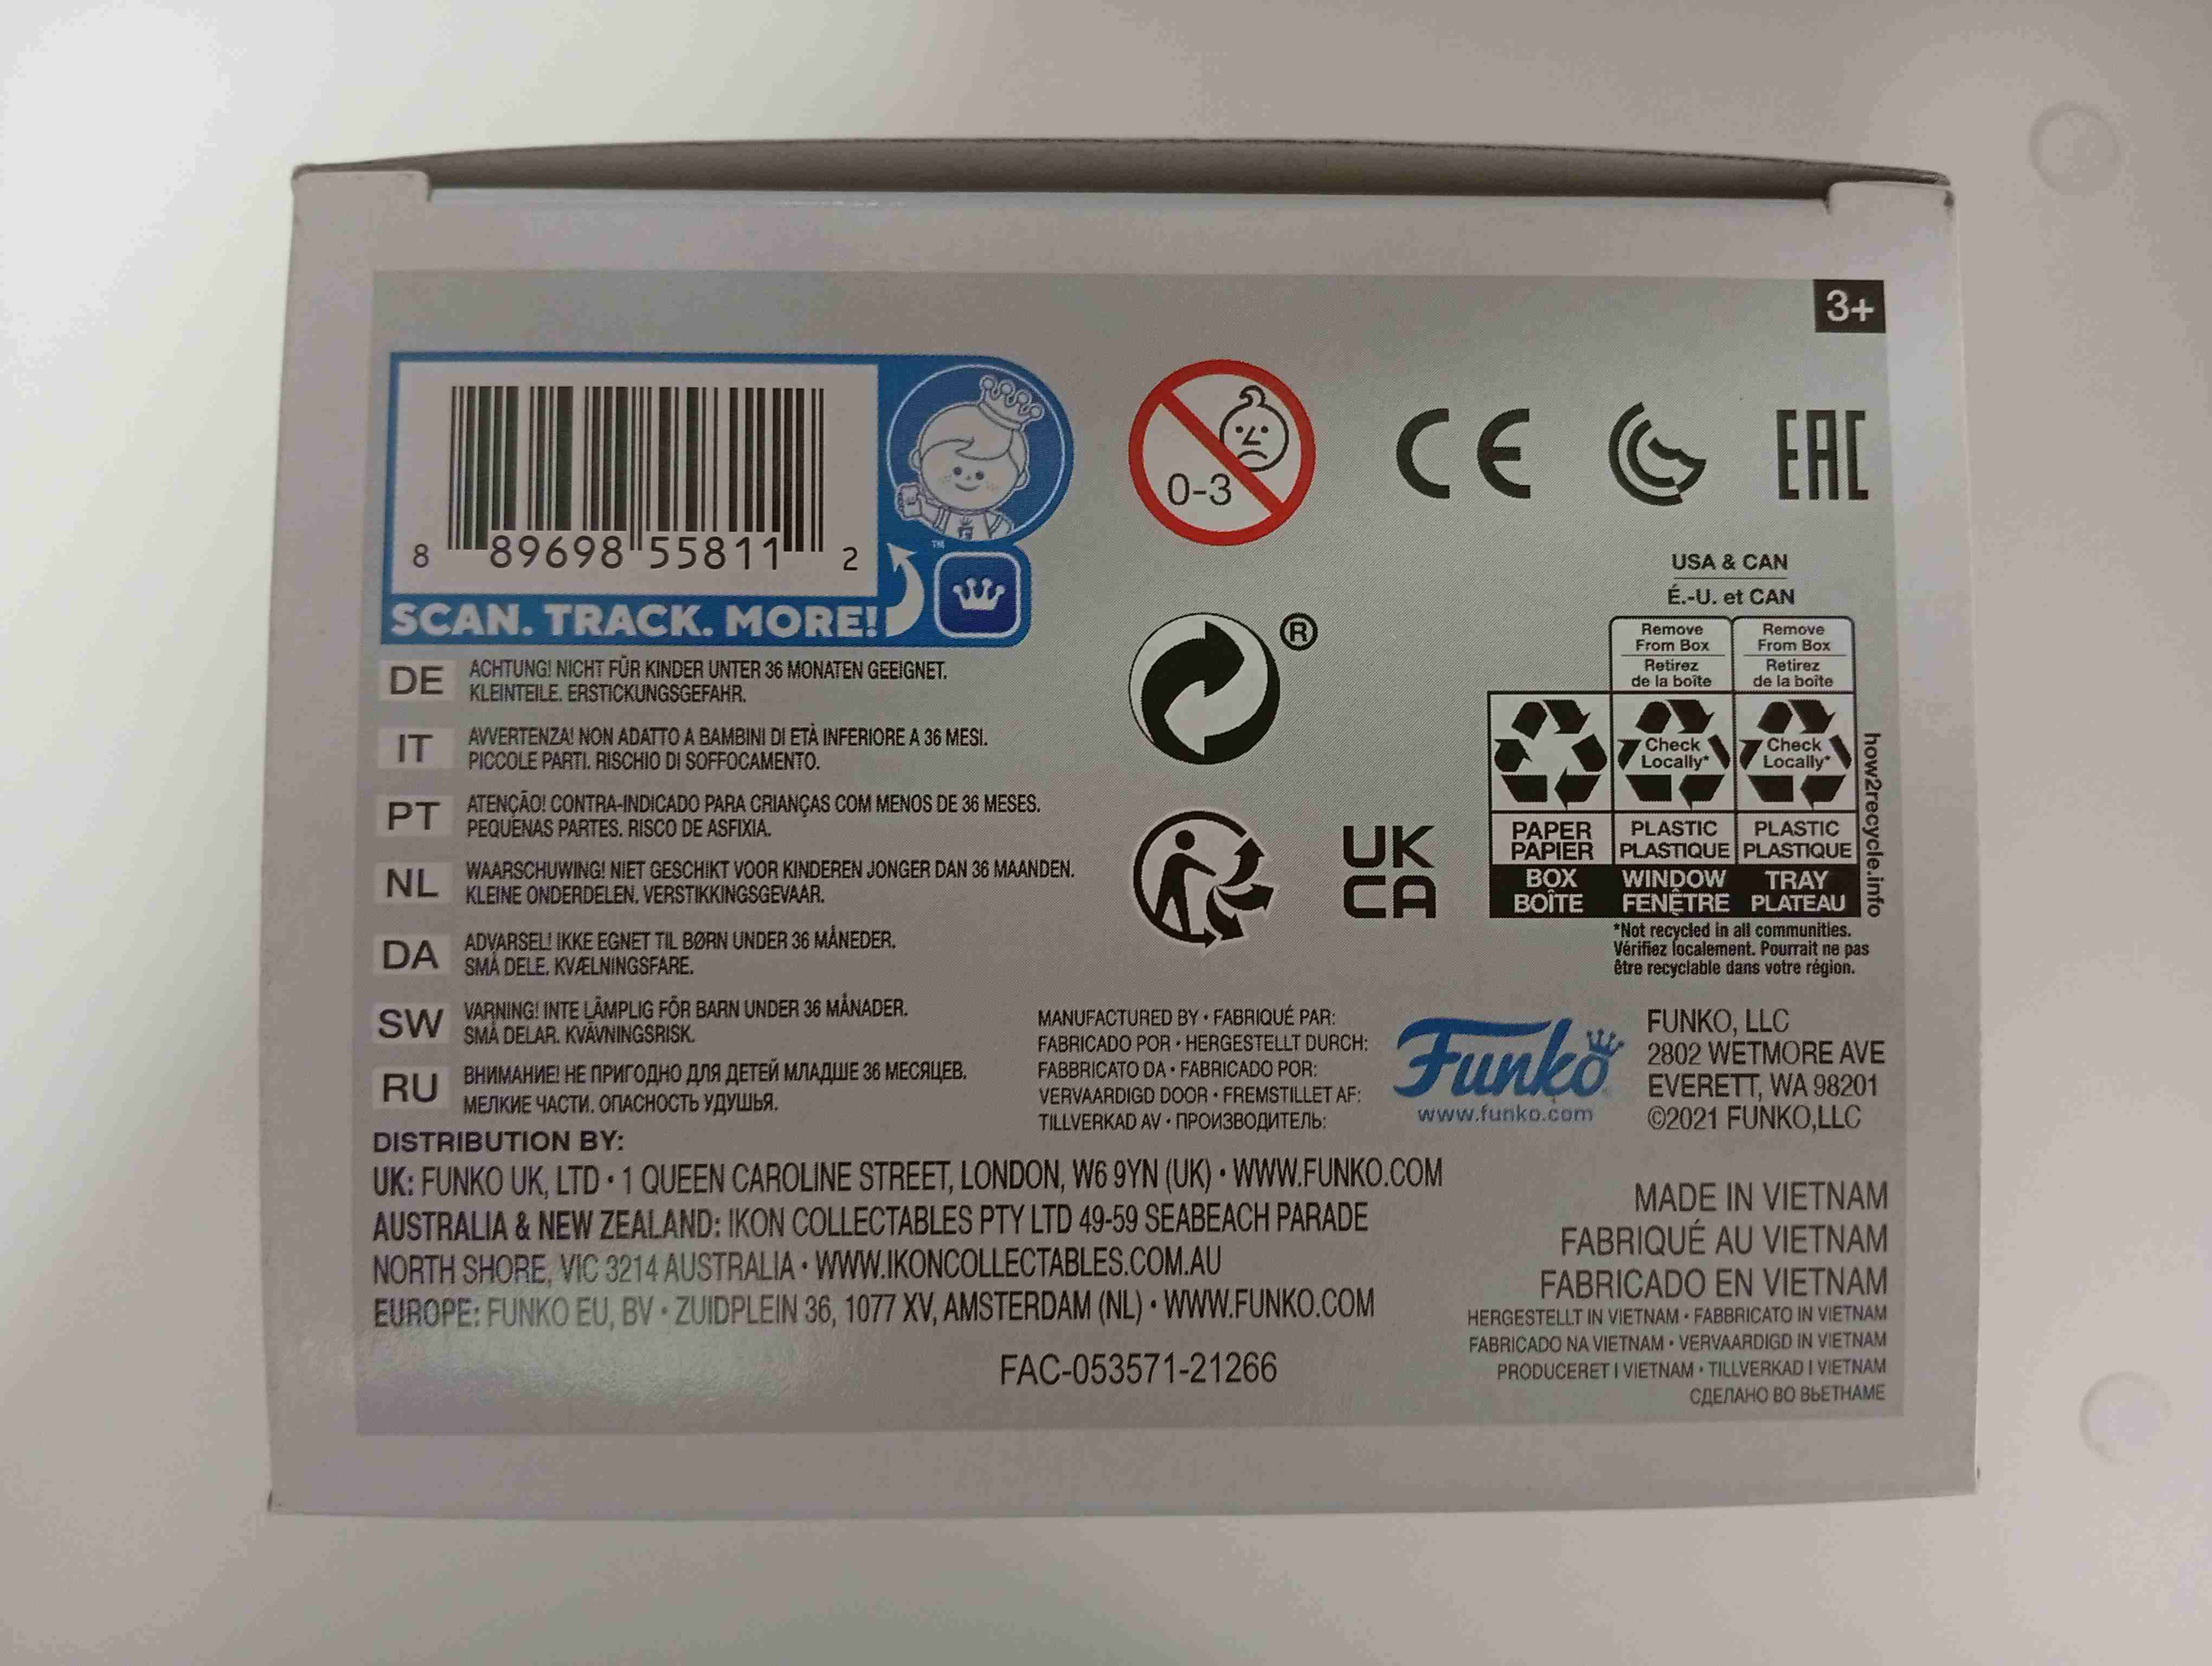 3+
8 89698 55811 2
™
SCAN. TRACK. MORE!
0-3
CE
EAC
®
UK
CA
USA & CAN
É.-U. et CAN
Remove
From Box
Retirez
de la boîte
Remove
From Box
Retirez
de la boîte
Check
Locally*
Check
Locally*
PAPER
PAPIER
PLASTIC
PLASTIQUE
PLASTIC
PLASTIQUE
BOX
BOÎTE
WINDOW
FENÊTRE
TRAY
PLATEAU
how2recycle.info
*Not recycled in all communities.
Vérifiez localement. Pourrait ne pas
être recyclable dans votre région.
DE
ACHTUNG! NICHT FÜR KINDER UNTER 36 MONATEN GEEIGNET.
KLEINTEILE. ERSTICKUNGSGEFAHR.
IT
AVVERTENZA! NON ADATTO A BAMBINI DI ETÀ INFERIORE A 36 MESI.
PICCOLE PARTI. RISCHIO DI SOFFOCAMENTO.
PT
ATENÇÃO! CONTRA-INDICADO PARA CRIANÇAS COM MENOS DE 36 MESES.
PEQUENAS PARTES. RISCO DE ASFIXIA.
NL
WAARSCHUWING! NIET GESCHIKT VOOR KINDEREN JONGER DAN 36 MAANDEN.
KLEINE ONDERDELEN. VERSTIKKINGSGEVAAR.
DA
ADVARSEL! IKKE EGNET TIL BØRN UNDER 36 MÅNEDER.
SMÅ DELE. KVÆLNINGSFARE.
SW
VARNING! INTE LÄMPLIG FÖR BARN UNDER 36 MÅNADER.
SMÅ DELAR. KVÄVNINGSRISK.
RU
ВНИМАНИЕ! НЕ ПРИГОДНО ДЛЯ ДЕТЕЙ МЛАДШЕ 36 МЕСЯЦЕВ.
МЕЛКИЕ ЧАСТИ. ОПАСНОСТЬ УДУШЬЯ.
MANUFACTURED BY • FABRIQUÉ PAR:
FABRICADO POR • HERGESTELLT DURCH:
FABBRICATO DA • FABRICADO POR:
VERVAARDIGD DOOR • FREMSTILLET AF:
TILLVERKAD AV • ПРОИЗВОДИТЕЛЬ:
Funko
www.funko.com
FUNKO, LLC
2802 WETMORE AVE
EVERETT, WA 98201
©2021 FUNKO,LLC
DISTRIBUTION BY:
UK: FUNKO UK, LTD • 1 QUEEN CAROLINE STREET, LONDON, W6 9YN (UK) • WWW.FUNKO.COM
AUSTRALIA & NEW ZEALAND: IKON COLLECTABLES PTY LTD 49-59 SEABEACH PARADE
NORTH SHORE, VIC 3214 AUSTRALIA • WWW.IKONCOLLECTABLES.COM.AU
EUROPE: FUNKO EU, BV • ZUIDPLEIN 36, 1077 XV, AMSTERDAM (NL) • WWW.FUNKO.COM
FAC-053571-21266
MADE IN VIETNAM
FABRIQUÉ AU VIETNAM
FABRICADO EN VIETNAM
HERGESTELLT IN VIETNAM • FABBRICATO IN VIETNAM
FABRICADO NA VIETNAM • VERVAARDIGD IN VIETNAM
PRODUCERET I VIETNAM • TILLVERKAD I VIETNAM
СДЕЛАНО ВО ВЬЕТНАМЕ